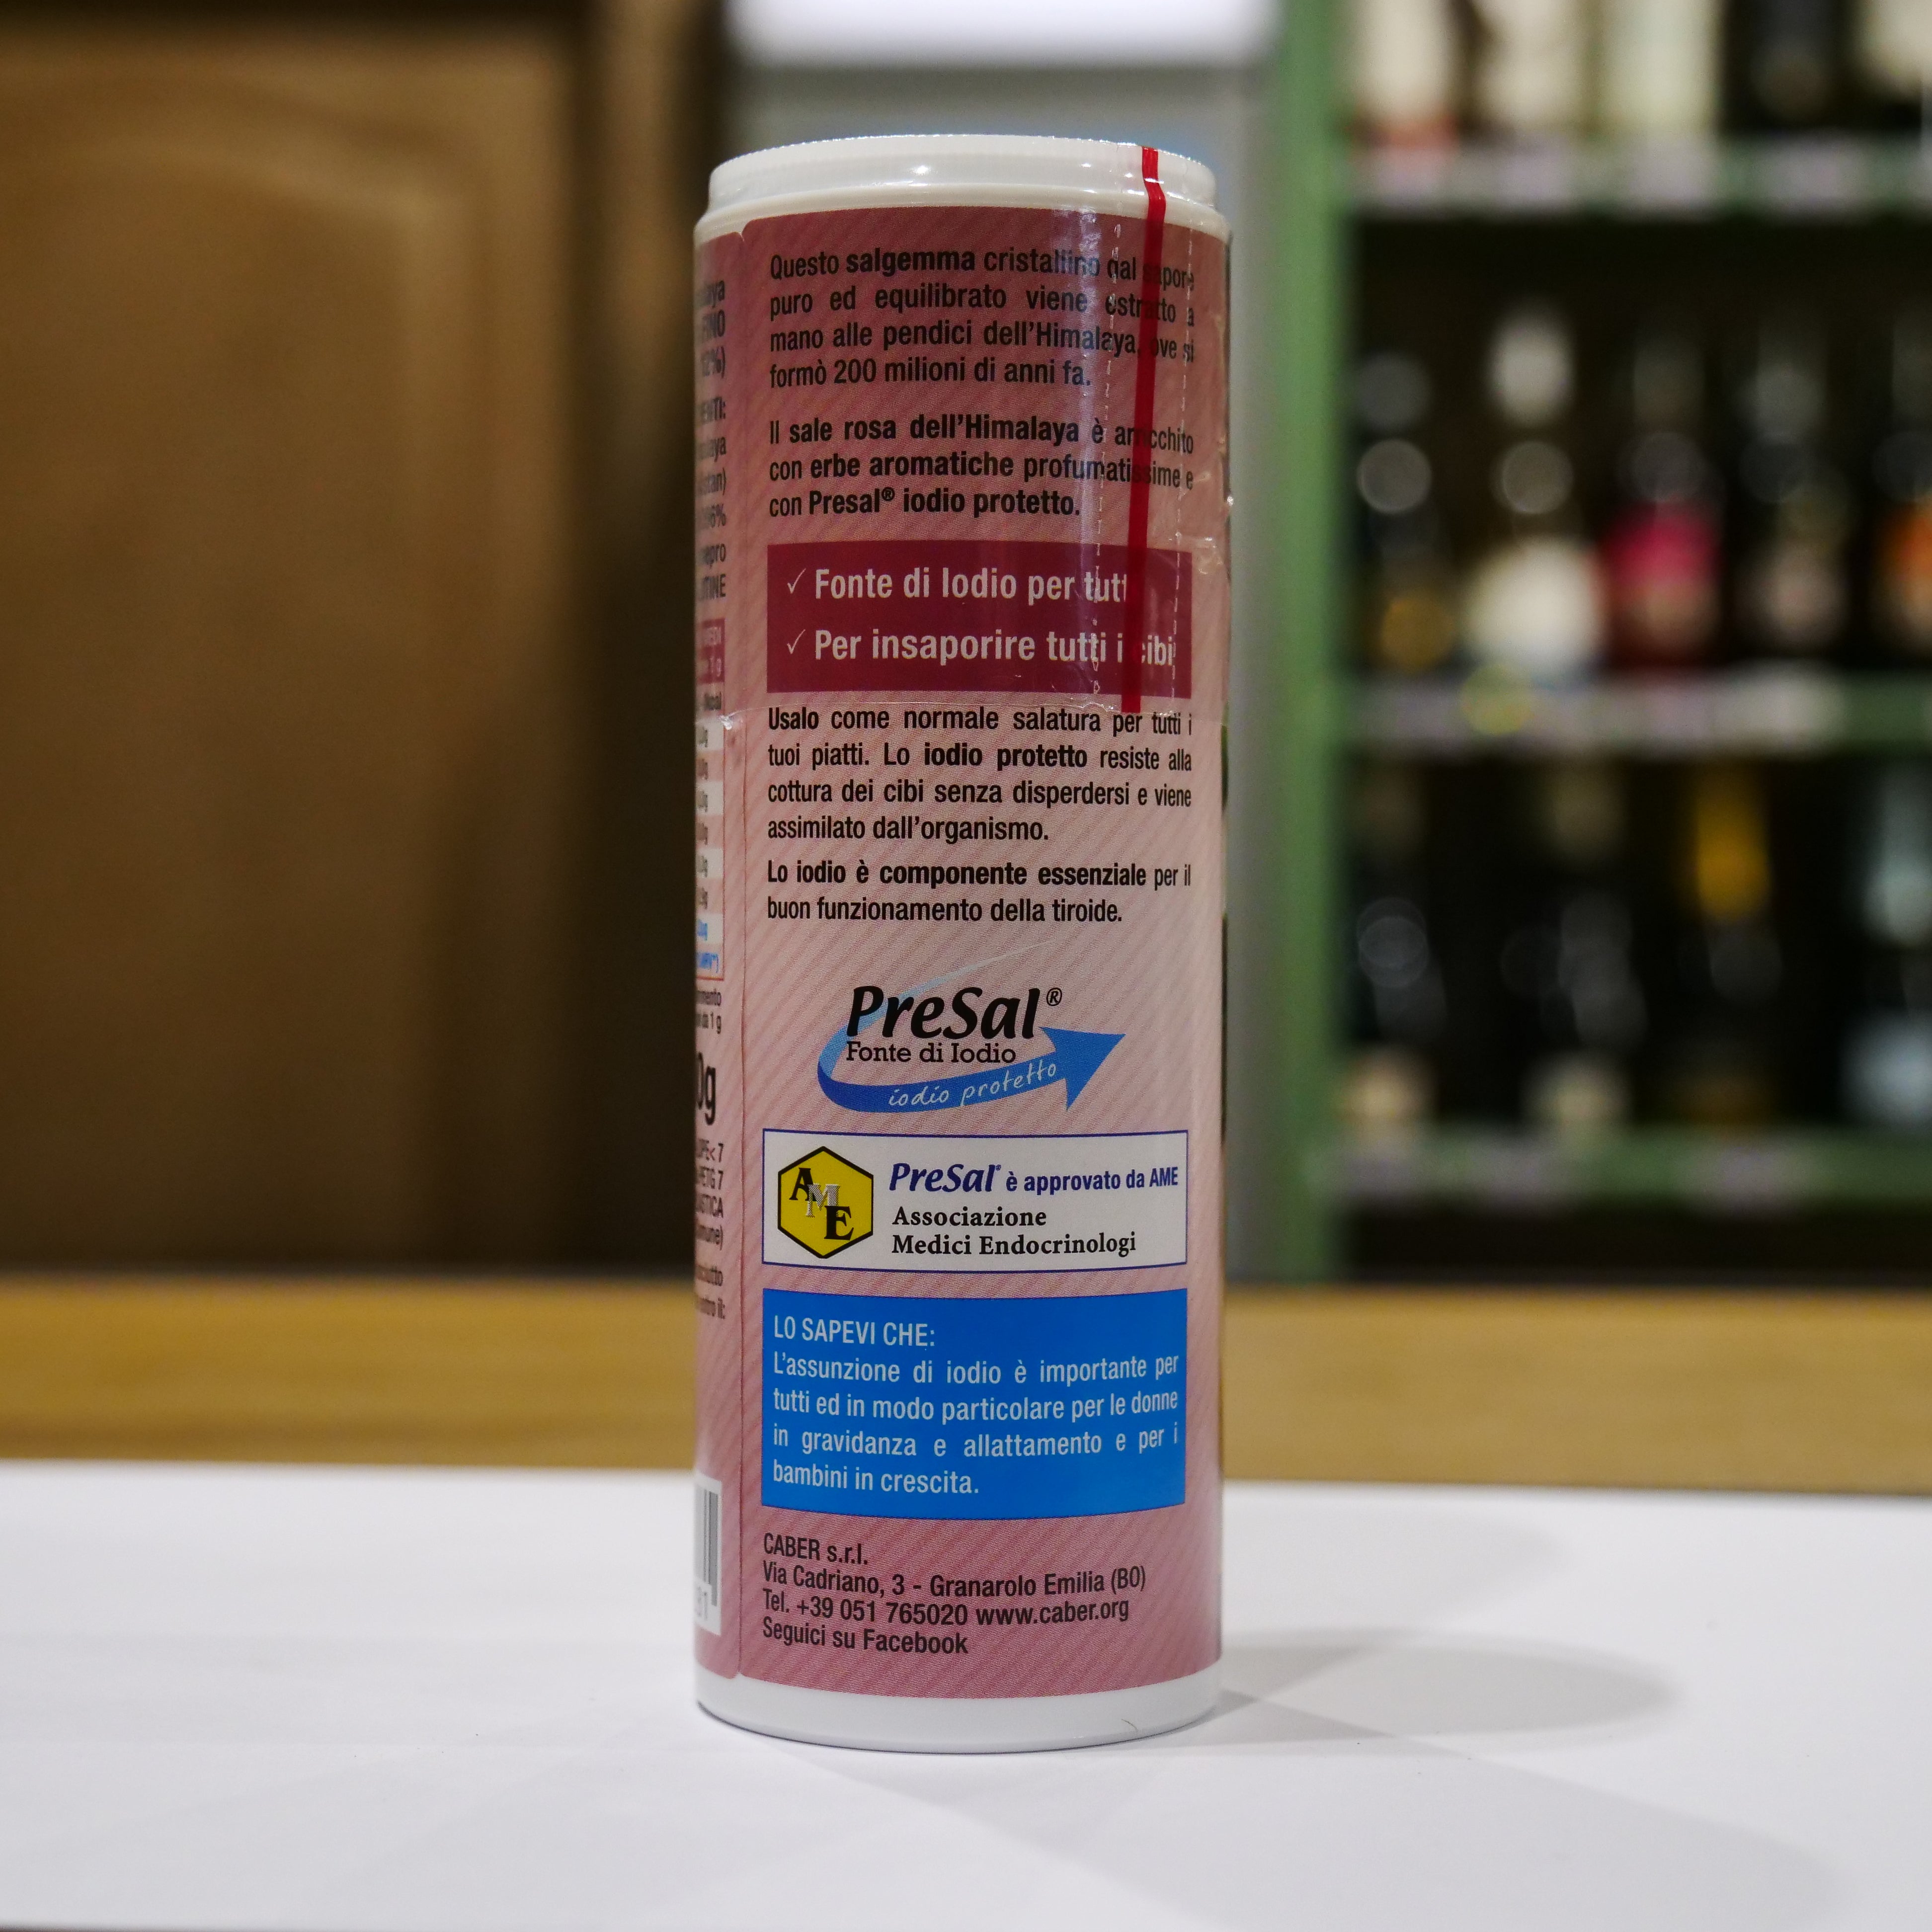 Questo salgemma cristallino dal sapore
puro ed equilibrato viene estratto a
mano alle pendici dell'Himalaya, ove si
formò 200 milioni di anni fa.
Il sale rosa dell'Himalaya è arricchito
con erbe aromatiche profumatissime e
con Presal® iodio protetto.
✓ Fonte di Iodio per tutti
✓ Per insaporire tutti i cibi
Usalo come normale salatura per tutti i
tuoi piatti. Lo iodio protetto resiste alla
cottura dei cibi senza disperdersi e viene
assimilato dall'organismo.
Lo iodio è componente essenziale per il
buon funzionamento della tiroide.
PreSal®
Fonte di Iodio
iodio protetto
AME
PreSal® è approvato da AME
Associazione
Medici Endocrinologi
LO SAPEVI CHE:
L'assunzione di iodio è importante per
tutti ed in modo particolare per le donne
in gravidanza e allattamento e per i
bambini in crescita.
CABER s.r.l.
Via Cadriano, 3 - Granarolo Emilia (BO)
Tel. +39 051 765020 www.caber.org
Seguici su Facebook